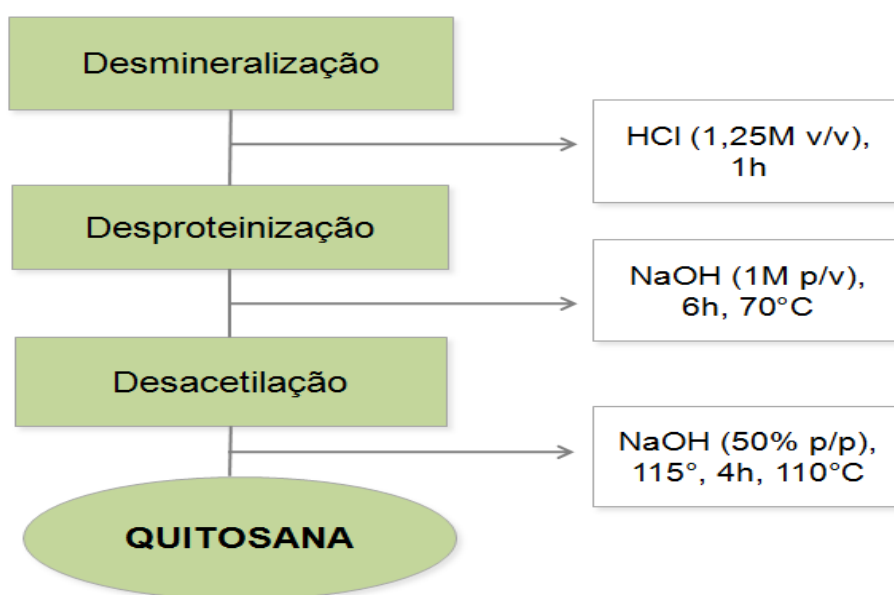 Desmineralização
HCl (1,25M v/v),
1h
Desproteinização
NaOH (1M p/v),
6h, 70°C
Desacetilação
NaOH (50% p/p),
115°, 4h, 110°C
QUITOSANA